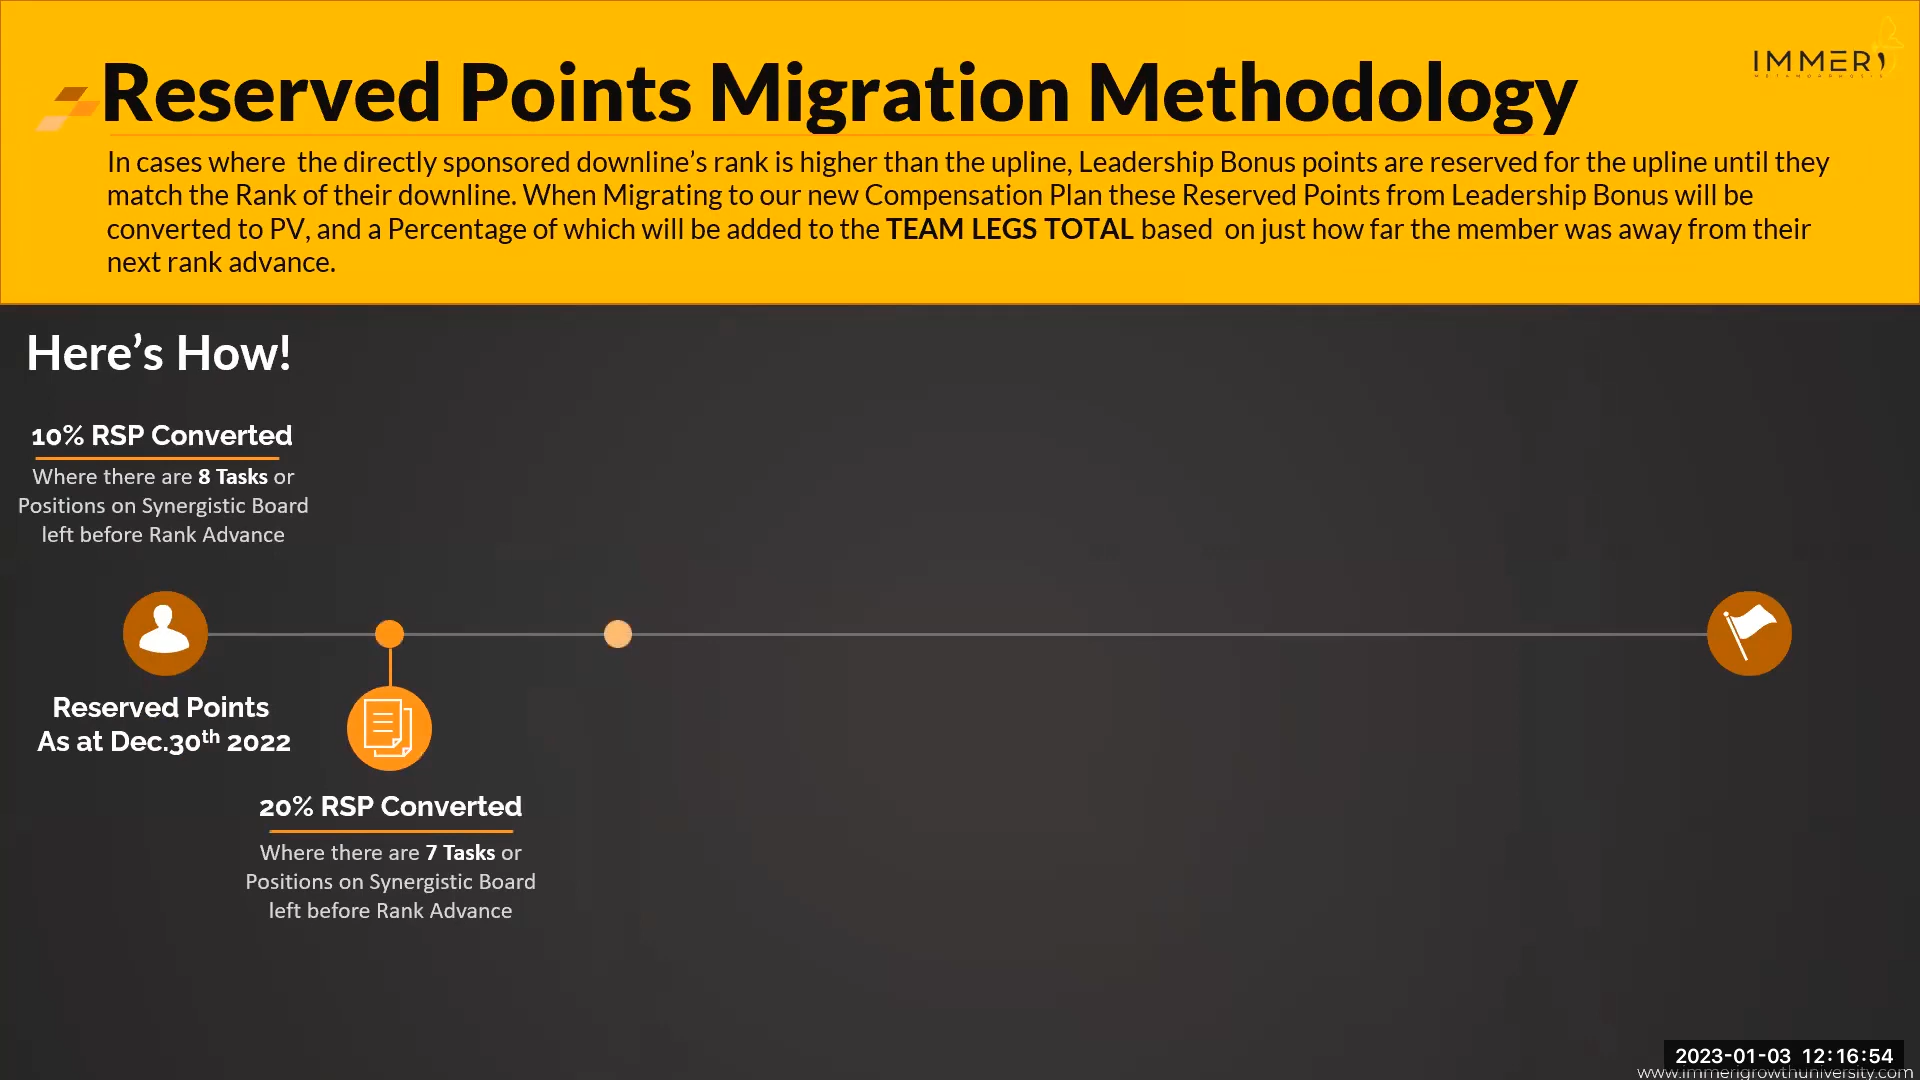 Reserved Points Migration Methodology
IMMER
METAMORPHOSIS
In cases where  the directly sponsored downline’s rank is higher than the upline, Leadership Bonus points are reserved for the upline until they
match the Rank of their downline. When Migrating to our new Compensation Plan these Reserved Points from Leadership Bonus will be
converted to PV, and a Percentage of which will be added to the TEAM LEGS TOTAL based  on just how far the member was away from their
next rank advance.
Here’s How!
10% RSP Converted
Where there are 8 Tasks or
Positions on Synergistic Board
left before Rank Advance
Reserved Points
As at Dec.30th 2022
20% RSP Converted
Where there are 7 Tasks or
Positions on Synergistic Board
left before Rank Advance
2023-01-03 12:16:54
www.immerigrowthuniversity.com